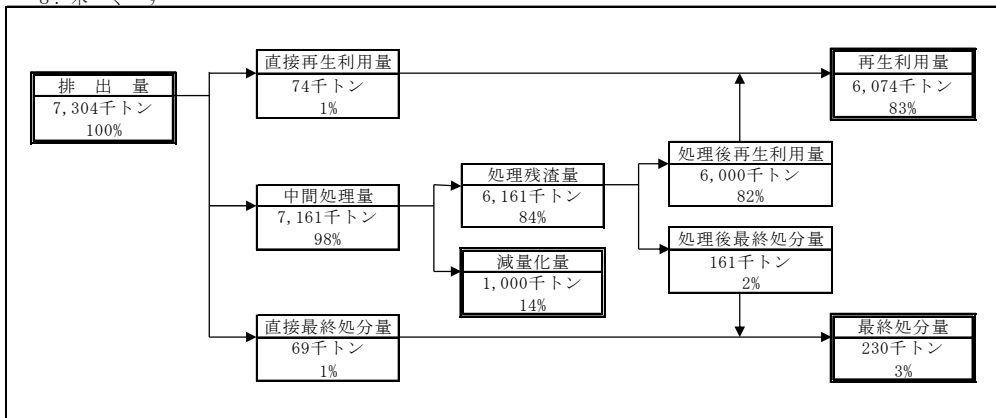 排 出 量
7,304千トン
100%
直接再生利用量
74千トン
1%
再生利用量
6,074千トン
83%
中間処理量
7,161千トン
98%
処理残渣量
6,161千トン
84%
処理後再生利用量
6,000千トン
82%
減量化量
1,000千トン
14%
処理後最終処分量
161千トン
2%
直接最終処分量
69千トン
1%
最終処分量
230千トン
3%